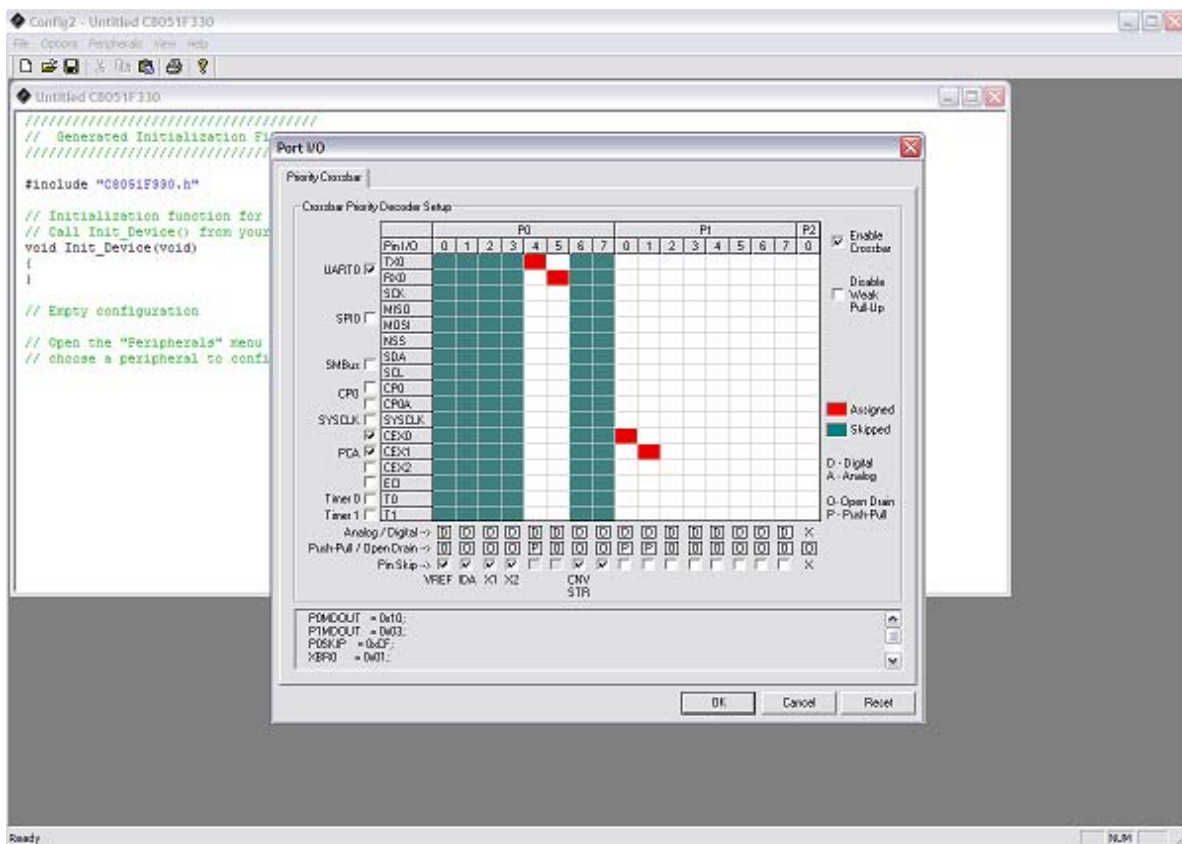 Config2 - Untitled C8051F330
File Options Peripherals View Help
Untitled C8051F330
/////////////////////////////////////
// Generated Initialization Fi
#include "C8051F330.h"
// Initialization function for
// Call Init_Device() from your
void Init_Device(void)
{
}
// Empty configuration
// Open the "Peripherals" menu
// choose a peripheral to confi
Port I/O
Priority Crossbar
Crossbar Priority Decoder Setup
P0 P1 P2
Pin I/O 0 1 2 3 4 5 6 7 0 1 2 3 4 5 6 7 0
UART0 TX0
RX0
SCK
SPI0 MISO
MOSI
NSS
SMBus SDA
SCL
CP0 CP0
CP0A
SYSCLK SYSCLK
CEX0
PCA CEX1
CEX2
ECI
Timer 0 T0
Timer 1 T1
Analog / Digital ->
Push-Pull / Open Drain ->
Pin Skip ->
VREF IDA X1 X2 CNV
STR
Enable
Crossbar
Disable
Weak
Pull-Up
Assigned
Skipped
D - Digital
A - Analog
O - Open Drain
P - Push-Pull
P0MDOUT = 0x10;
P1MDOUT = 0x03;
P0SKIP = 0xCF;
XBR0 = 0x01;
OK Cancel Reset
Ready NUM